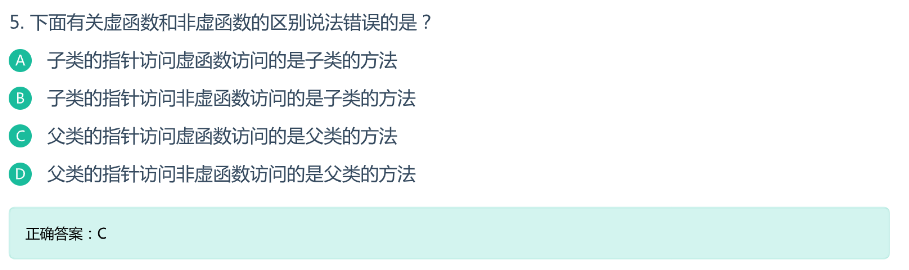 5. 下面有关虚函数和非虚函数的区别说法错误的是？
A 子类的指针访问虚函数访问的是子类的方法
B 子类的指针访问非虚函数访问的是子类的方法
C 父类的指针访问虚函数访问的是父类的方法
D 父类的指针访问非虚函数访问的是父类的方法
正确答案：C